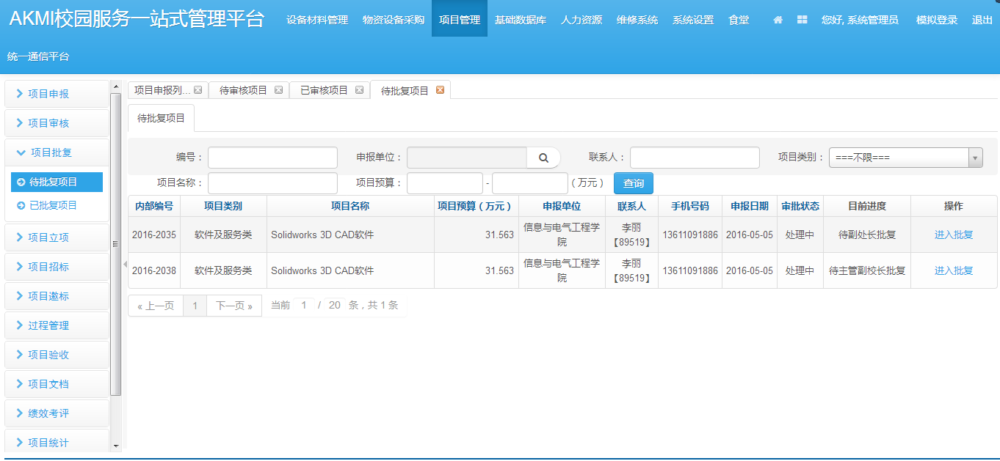 AKMI校园服务一站式管理平台
设备材料管理 物资设备采购 项目管理 基础数据库 人力资源 维修系统 系统设置 食堂 您好, 系统管理员 模拟登录 退出
统一通信平台
项目申报
项目审核
项目批复
待批复项目
已批复项目
项目立项
项目招标
项目邀标
过程管理
项目验收
项目文档
绩效考评
项目统计
项目申报列... 待审核项目 已审核项目 待批复项目
待批复项目
编号： 申报单位： 联系人： 项目类别： ===不限===
项目名称： 项目预算： - （万元） 查询
内部编号 项目类别 项目名称 项目预算（万元） 申报单位 联系人 手机号码 申报日期 审批状态 目前进度 操作
2016-2035 软件及服务类 Solidworks 3D CAD软件 31.563 信息与电气工程学院 李丽【89519】 13611091886 2016-05-05 处理中 待副处长批复 进入批复
2016-2038 软件及服务类 Solidworks 3D CAD软件 31.563 信息与电气工程学院 李丽【89519】 13611091886 2016-05-05 处理中 待主管副校长批复 进入批复
« 上一页 1 下一页 » 当前 1 / 20 条，共 1 条